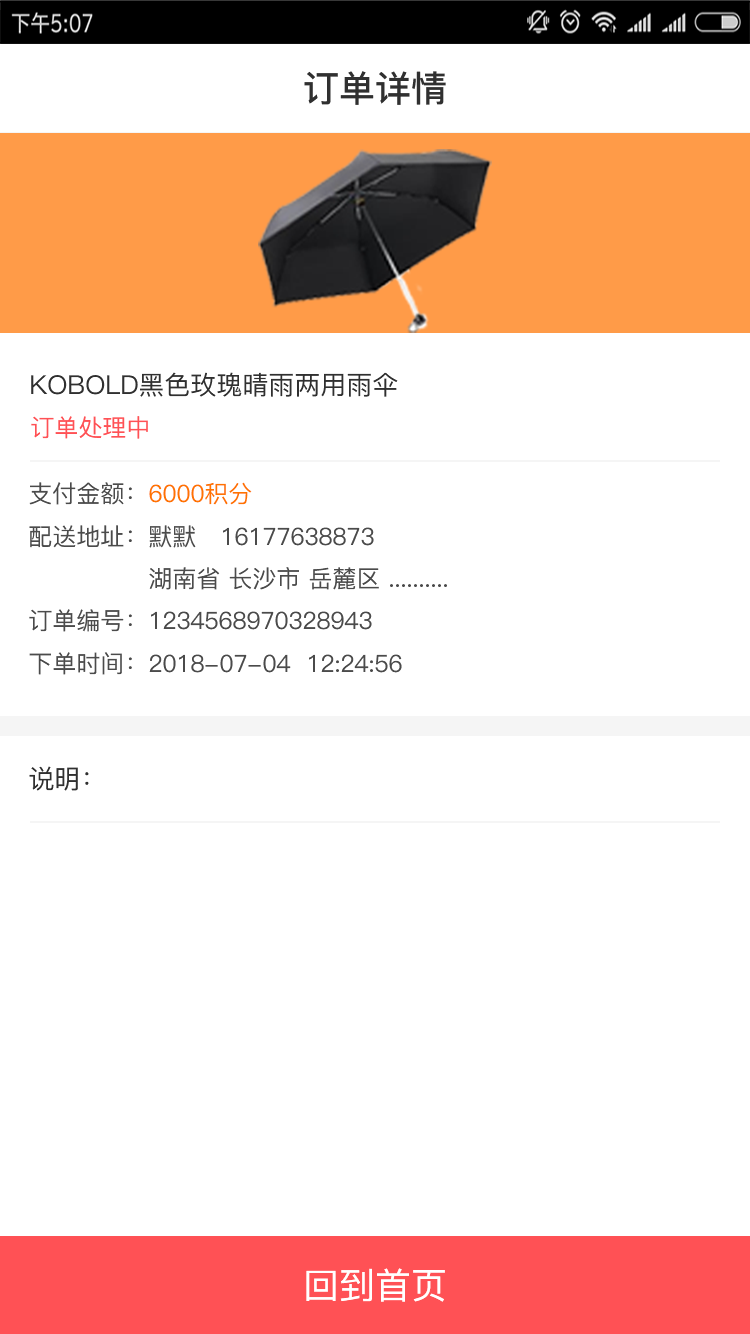 下午5:07
订单详情
KOBOLD黑色玫瑰晴雨两用雨伞
订单处理中
支付金额：6000积分
配送地址：默默 16177638873
湖南省 长沙市 岳麓区 ..........
订单编号：1234568970328943
下单时间：2018-07-04 12:24:56
说明：
回到首页